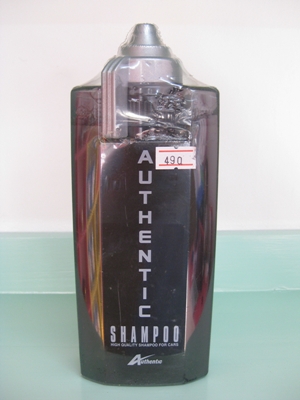 AUTHENTIC
490
SHAMPOO
HIGH QUALITY SHAMPOO FOR CARS
Authentic